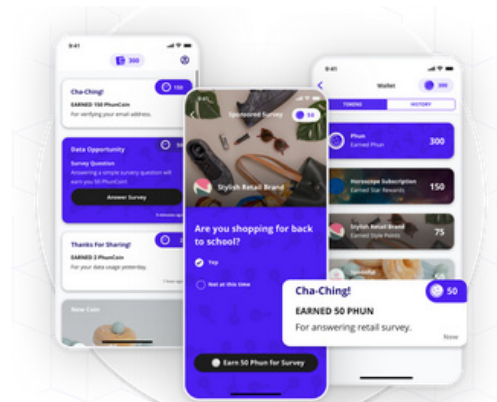 9:41
300
150
Cha-Ching!
EARNED 150 PhunCoin
For verifying your email address.
50
Data Opportunity
Survey Question
Answering a simple survey question will
earn you 50 PhunCoin
Answer Survey
Thanks For Sharing!
EARNED 2 PhunCoin
For your data usage yesterday.
New Coin
9:41
Sponsored Survey
50
Stylish Retail Brand
Are you shopping for back
to school?
Yep
Not at this time
Earn 50 Phun for Survey
9:41
Wallet
300
TOKENS
HISTORY
Phun
Earned Phun
300
Horoscope Subscription
Earned Star Rewards
150
Stylish Retail Brand
Earned Style Points
75
Cha-Ching!
50
EARNED 50 PHUN
For answering retail survey.
Now